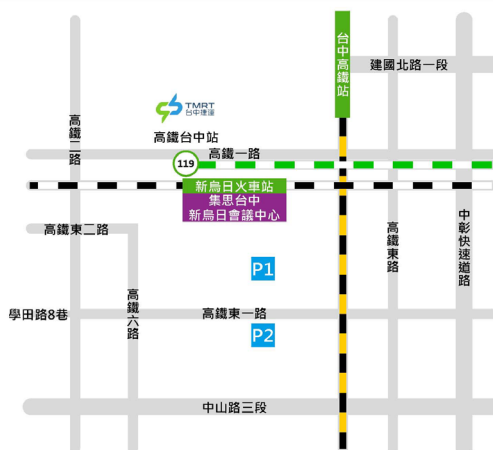 台中高鐵站
建國北路一段
TMRT
台中捷運
高鐵二路
高鐵台中站
119
高鐵一路
新烏日火車站
集思台中
新烏日會議中心
高鐵東二路
高鐵東路
中彰快速道路
P1
高鐵六路
學田路8巷
高鐵東一路
P2
中山路三段